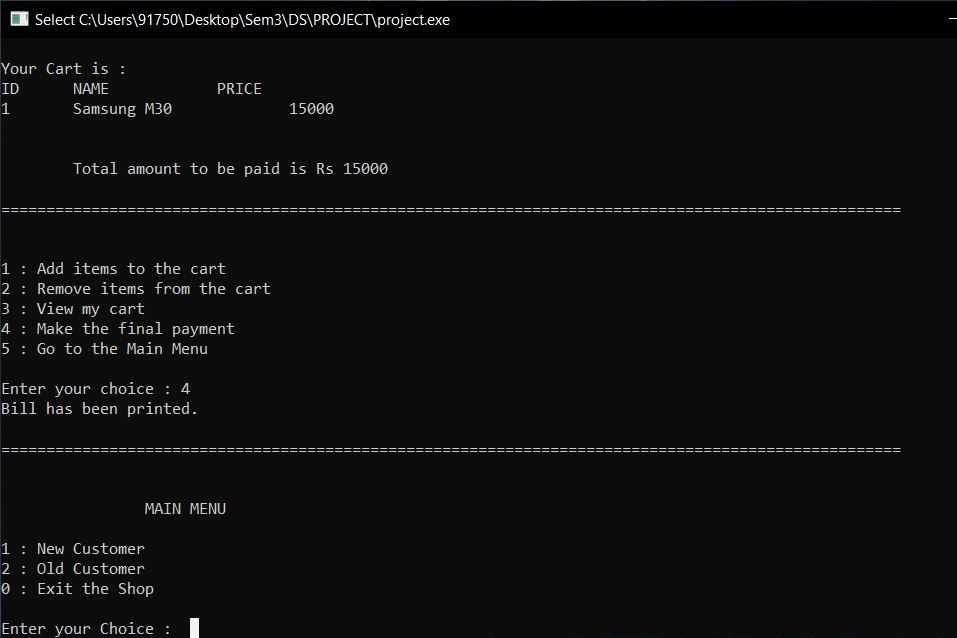 Select C:\Users\91750\Desktop\Sem3\DS\PROJECT\project.exe
Your Cart is :
ID      NAME            PRICE
1       Samsung M30             15000
        Total amount to be paid is Rs 15000
====================================================================================================
1 : Add items to the cart
2 : Remove items from the cart
3 : View my cart
4 : Make the final payment
5 : Go to the Main Menu
Enter your choice : 4
Bill has been printed.
====================================================================================================
                MAIN MENU
1 : New Customer
2 : Old Customer
0 : Exit the Shop
Enter your Choice :